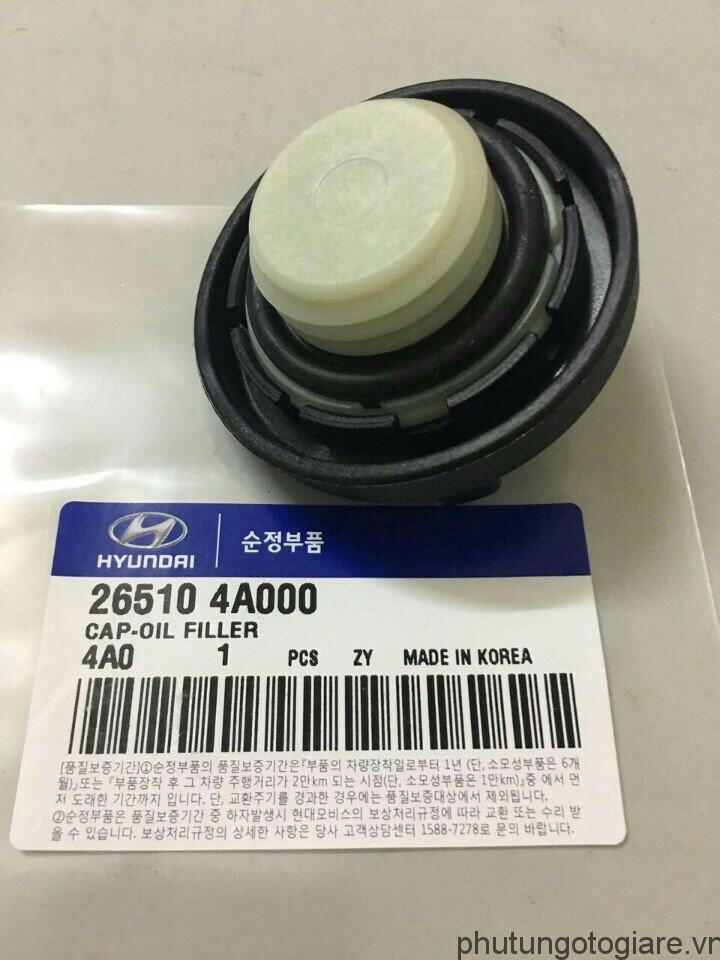 HYUNDAI 순정부품
26510 4A000
CAP-OIL FILLER
4A0 1 PCS ZY MADE IN KOREA
[품질보증기간]①순정부품의 품질보증기간은『부품의 차량장착일로부터 1년 (단, 소모성부품은 6개
월)』또는 『부품장착 후 그 차량 주행거리가 2만km 되는 시점(단, 소모성부품은 1만km)』중 에서 먼
저 도래한 기간까지 입니다. 단, 교환주기를 경과한 경우에는 품질보증대상에서 제외됩니다.
②순정부품은 품질보증기간 중 하자발생시 현대모비스의 보상처리규정에 따라 교환 또는 수리 받
을 수 있습니다. 보상처리규정의 상세한 사항은 당사 고객상담센터 1588-7278로 문의 바랍니다.
phutungotogiare.vn